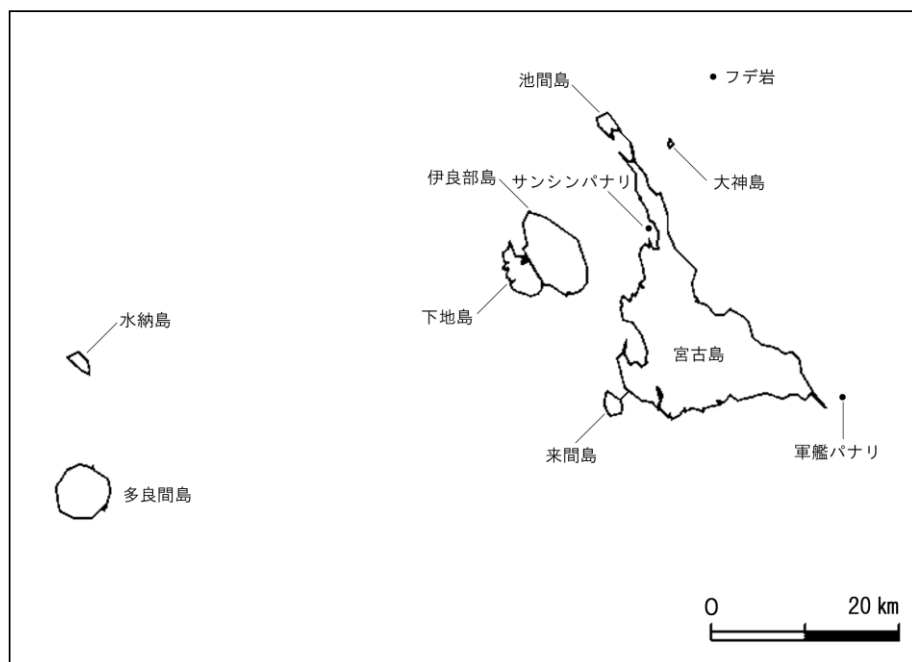 フデ岩
池間島
大神島
伊良部島
サンシンパナリ
下地島
水納島
宮古島
来間島
軍艦パナリ
多良間島
0 20 km